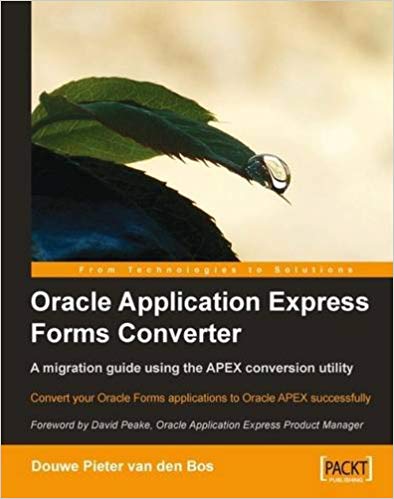 From Technologies to Solutions
Oracle Application Express
Forms Converter
A migration guide using the APEX conversion utility
Convert your Oracle Forms applications to Oracle APEX successfully
Foreword by David Peake, Oracle Application Express Product Manager
Douwe Pieter van den Bos
PACKT
PUBLISHING